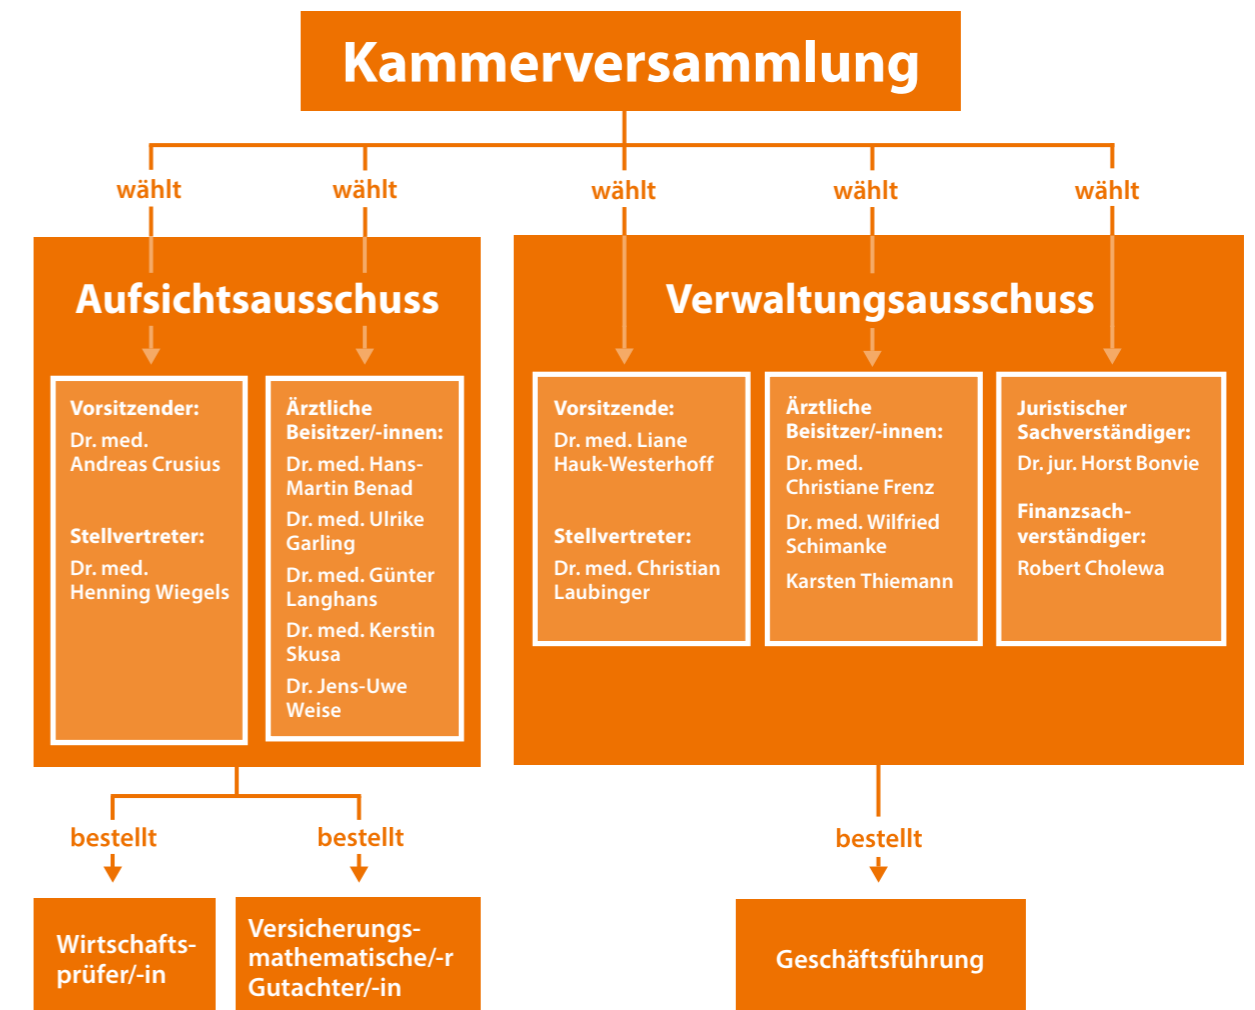 Kammerversammlung
wählt
wählt
wählt
wählt
wählt
Aufsichtsausschuss
Vorsitzender:
Dr. med.
Andreas Crusius
Stellvertreter:
Dr. med.
Henning Wiegels
Ärztliche
Beisitzer/-innen:
Dr. med. Hans-
Martin Benad
Dr. med. Ulrike
Garling
Dr. med. Günter
Langhans
Dr. med. Kerstin
Skusa
Dr. Jens-Uwe
Weise
Verwaltungsausschuss
Vorsitzende:
Dr. med. Liane
Hauk-Westerhoff
Stellvertreter:
Dr. med. Christian
Laubinger
Ärztliche
Beisitzer/-innen:
Dr. med.
Christiane Frenz
Dr. med. Wilfried
Schimanke
Karsten Thiemann
Juristischer
Sachverständiger:
Dr. jur. Horst Bonvie
Finanzsach-
verständiger:
Robert Cholewa
bestellt
bestellt
bestellt
Wirtschafts-
prüfer/-in
Versicherungs-
mathematische/-r
Gutachter/-in
Geschäftsführung